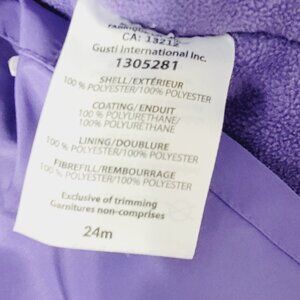 CA: 13212
Gusti International Inc.
1305281
SHELL/EXTÉRIEUR
100 % POLYESTER/100% POLYESTER
COATING/ENDUIT
100 % POLYURETHANE/
100% POLYURÉTHANE
LINING/DOUBLURE
100 % POLYESTER/100% POLYESTER
FIBREFILL/REMBOURRAGE
100 % POLYESTER/100% POLYESTER
Exclusive of trimming
Garnitures non-comprises
24m